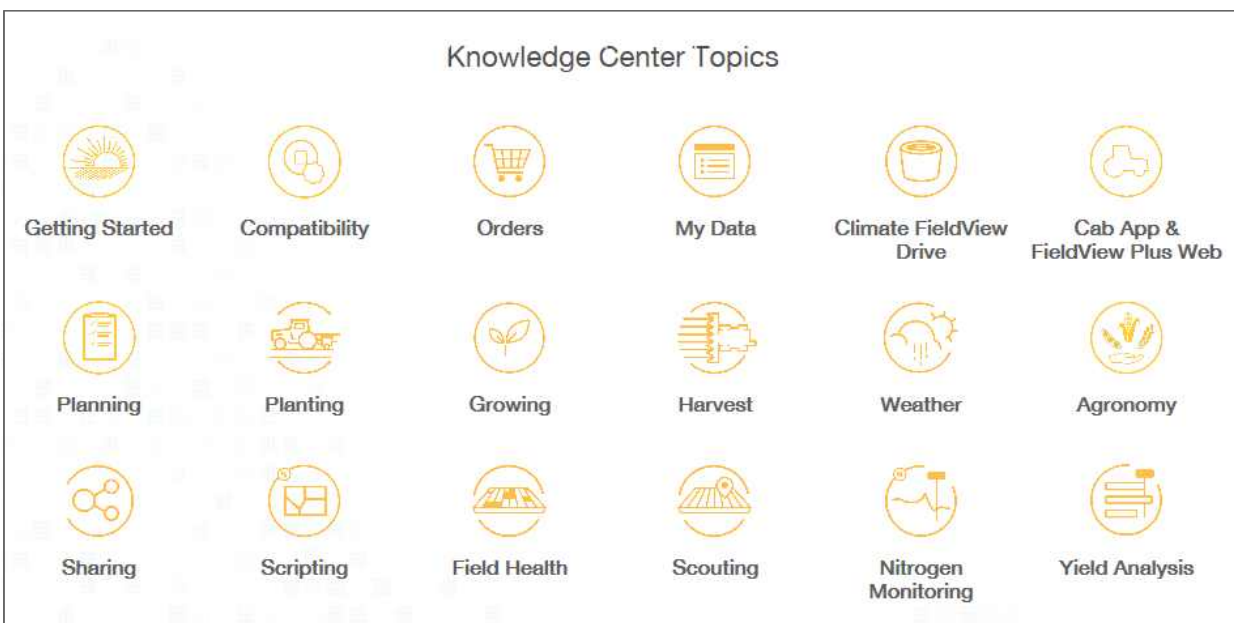 Knowledge Center Topics
Getting Started
Compatibility
Orders
My Data
Climate FieldView
Drive
Cab App &
FieldView Plus Web
Planning
Planting
Growing
Harvest
Weather
Agronomy
Sharing
Scripting
Field Health
Scouting
Nitrogen
Monitoring
Yield Analysis